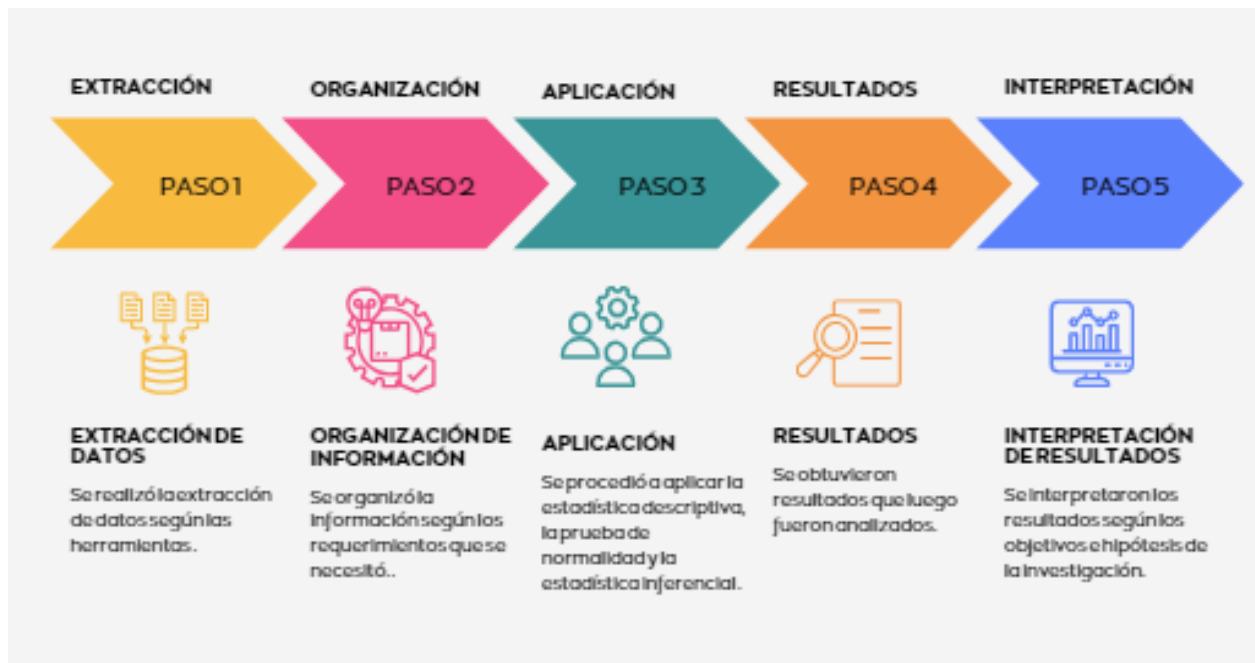 EXTRACCIÓN
ORGANIZACIÓN
APLICACIÓN
RESULTADOS
INTERPRETACIÓN
PASO 1
PASO 2
PASO 3
PASO 4
PASO 5
EXTRACCIÓN DE
DATOS
Se realizó la extracción
de datos según las
herramientas.
ORGANIZACIÓN DE
INFORMACIÓN
Se organizó la
información según los
requerimientos que se
necesitó..
APLICACIÓN
Se procedió a aplicar la
estadística descriptiva,
la prueba de
normalidad y la
estadística inferencial.
RESULTADOS
Se obtuvieron
resultados que luego
fueron analizados.
INTERPRETACIÓN
DE RESULTADOS
Se interpretaron los
resultados según los
objetivos e hipótesis de
la investigación.